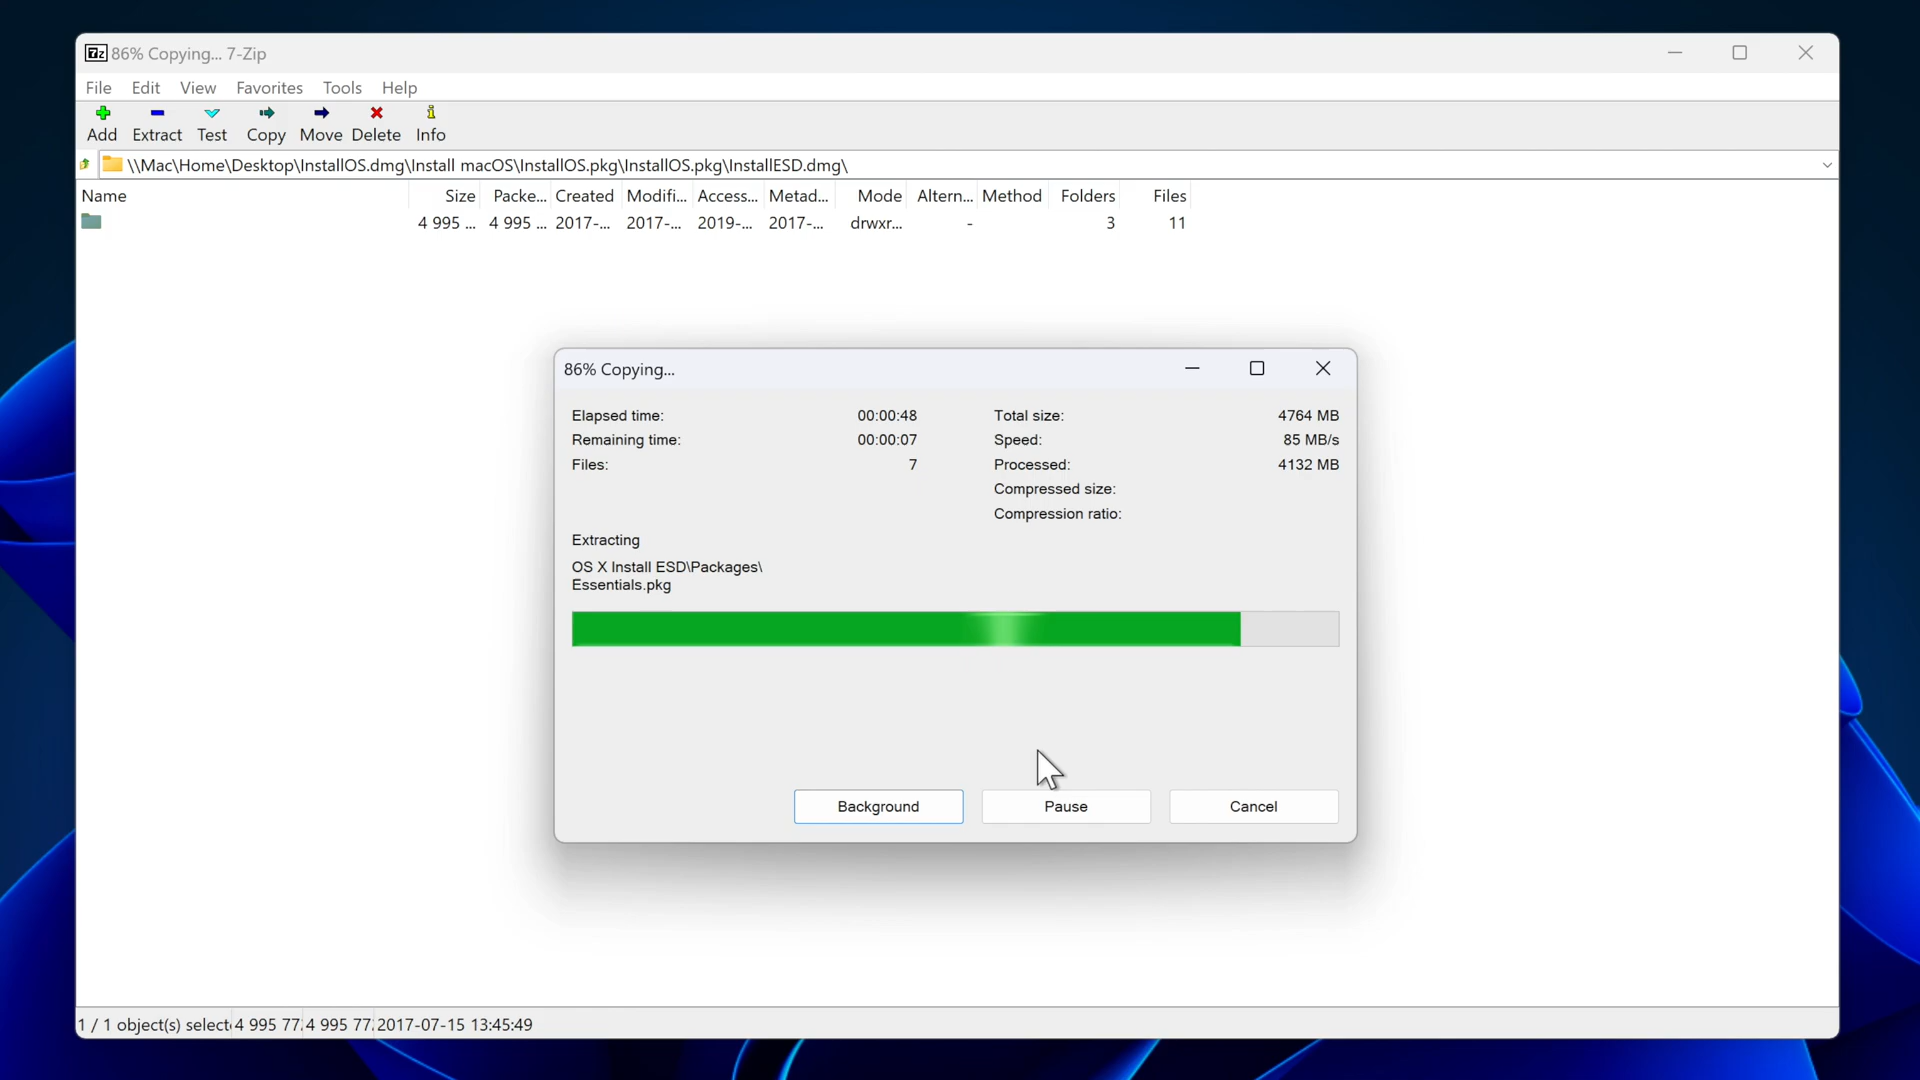 7z 86% Copying... 7-Zip
File Edit View Favorites Tools Help
Add Extract Test Copy Move Delete Info
\\Mac\Home\Desktop\InstallOS.dmg\Install macOS\InstallOS.pkg\InstallOS.pkg\InstallESD.dmg\
Name Size Packe... Created Modifi... Access... Metad... Mode Altern... Method Folders Files
4 995 ... 4 995 ... 2017-... 2017-... 2019-... 2017-... drwxr... - 3 11
86% Copying...
Elapsed time: 00:00:48 Total size: 4764 MB
Remaining time: 00:00:07 Speed: 85 MB/s
Files: 7 Processed: 4132 MB
Compressed size:
Compression ratio:
Extracting
OS X Install ESD\Packages\
Essentials.pkg
Background Pause Cancel
1 / 1 object(s) select 4 995 77 4 995 77 2017-07-15 13:45:49